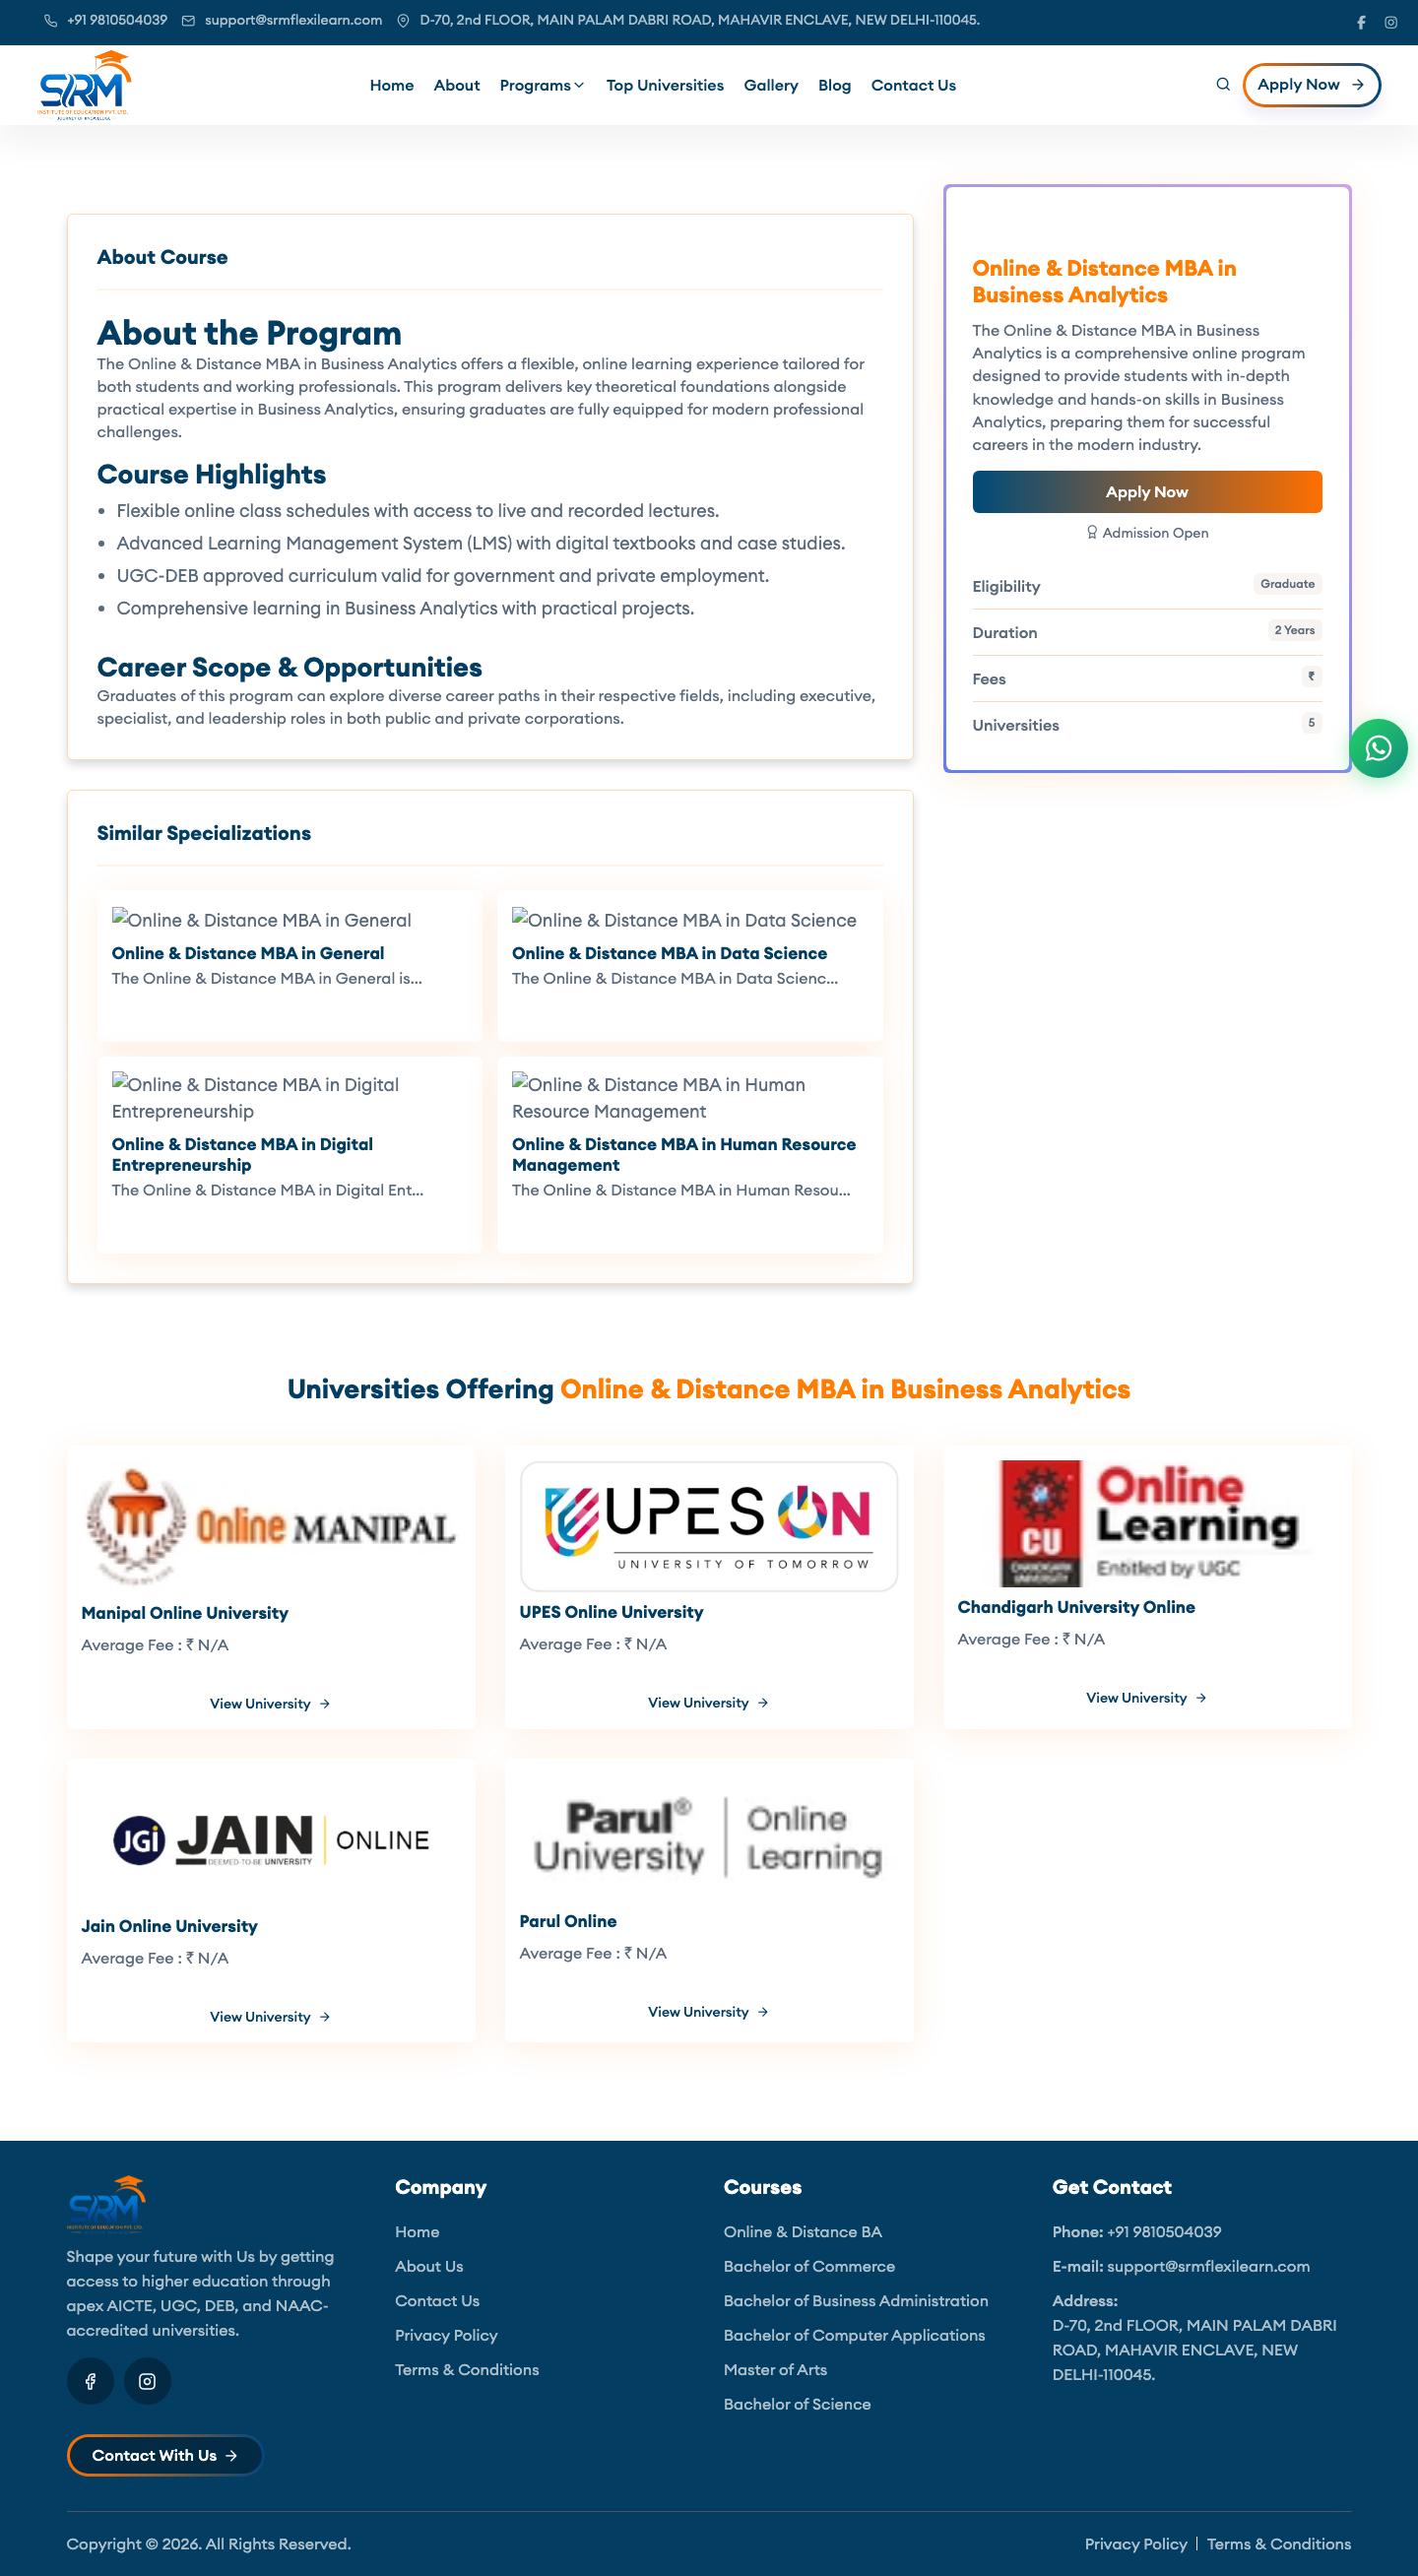 +91 9810504039 support@srmflexilearn.com D-70, 2nd FLOOR, MAIN PALAM DABRI ROAD, MAHAVIR ENCLAVE, NEW DELHI-110045.
SRM
INSTITUTE OF EDUCATION PVT. LTD.
Home About Programs Top Universities Gallery Blog Contact Us
Apply Now
About Course
About the Program
The Online & Distance MBA in Business Analytics offers a flexible, online learning experience tailored for
both students and working professionals. This program delivers key theoretical foundations alongside
practical expertise in Business Analytics, ensuring graduates are fully equipped for modern professional
challenges.
Course Highlights
• Flexible online class schedules with access to live and recorded lectures.
• Advanced Learning Management System (LMS) with digital textbooks and case studies.
• UGC-DEB approved curriculum valid for government and private employment.
• Comprehensive learning in Business Analytics with practical projects.
Career Scope & Opportunities
Graduates of this program can explore diverse career paths in their respective fields, including executive,
specialist, and leadership roles in both public and private corporations.
Online & Distance MBA in
Business Analytics
The Online & Distance MBA in Business
Analytics is a comprehensive online program
designed to provide students with in-depth
knowledge and hands-on skills in Business
Analytics, preparing them for successful
careers in the modern industry.
Apply Now
Admission Open
Eligibility Graduate
Duration 2 Years
Fees ₹
Universities 5
Similar Specializations
Online & Distance MBA in General
Online & Distance MBA in General
The Online & Distance MBA in General is...
Online & Distance MBA in Data Science
Online & Distance MBA in Data Science
The Online & Distance MBA in Data Scienc...
Online & Distance MBA in Digital
Entrepreneurship
Online & Distance MBA in Digital
Entrepreneurship
The Online & Distance MBA in Digital Ent...
Online & Distance MBA in Human
Resource Management
Online & Distance MBA in Human Resource
Management
The Online & Distance MBA in Human Resou...
Universities Offering Online & Distance MBA in Business Analytics
Online MANIPAL
Manipal Online University
Average Fee : ₹ N/A
View University
UPES ON
UNIVERSITY OF TOMORROW
UPES Online University
Average Fee : ₹ N/A
View University
CU
CHANDIGARH
UNIVERSITY
Online
Learning
Entitled by UGC
Chandigarh University Online
Average Fee : ₹ N/A
View University
JGi JAIN ONLINE
DEEMED-TO-BE UNIVERSITY
Jain Online University
Average Fee : ₹ N/A
View University
Parul® University
Online Learning
Parul Online
Average Fee : ₹ N/A
View University
SRM
INSTITUTE OF EDUCATION PVT. LTD.
Shape your future with Us by getting
access to higher education through
apex AICTE, UGC, DEB, and NAAC-
accredited universities.
Contact With Us
Company
Home
About Us
Contact Us
Privacy Policy
Terms & Conditions
Courses
Online & Distance BA
Bachelor of Commerce
Bachelor of Business Administration
Bachelor of Computer Applications
Master of Arts
Bachelor of Science
Get Contact
Phone: +91 9810504039
E-mail: support@srmflexilearn.com
Address:
D-70, 2nd FLOOR, MAIN PALAM DABRI
ROAD, MAHAVIR ENCLAVE, NEW
DELHI-110045.
Copyright © 2026. All Rights Reserved.
Privacy Policy | Terms & Conditions